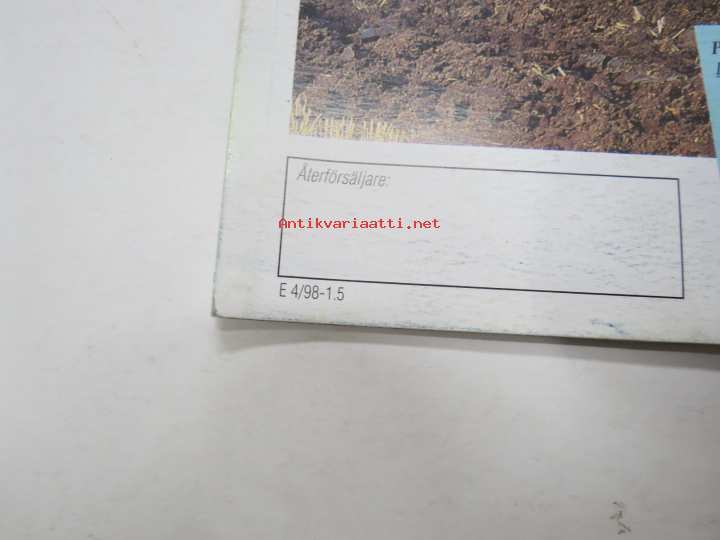 Återförsäljare:
Antikvariaatti.net
E 4/98-1.5